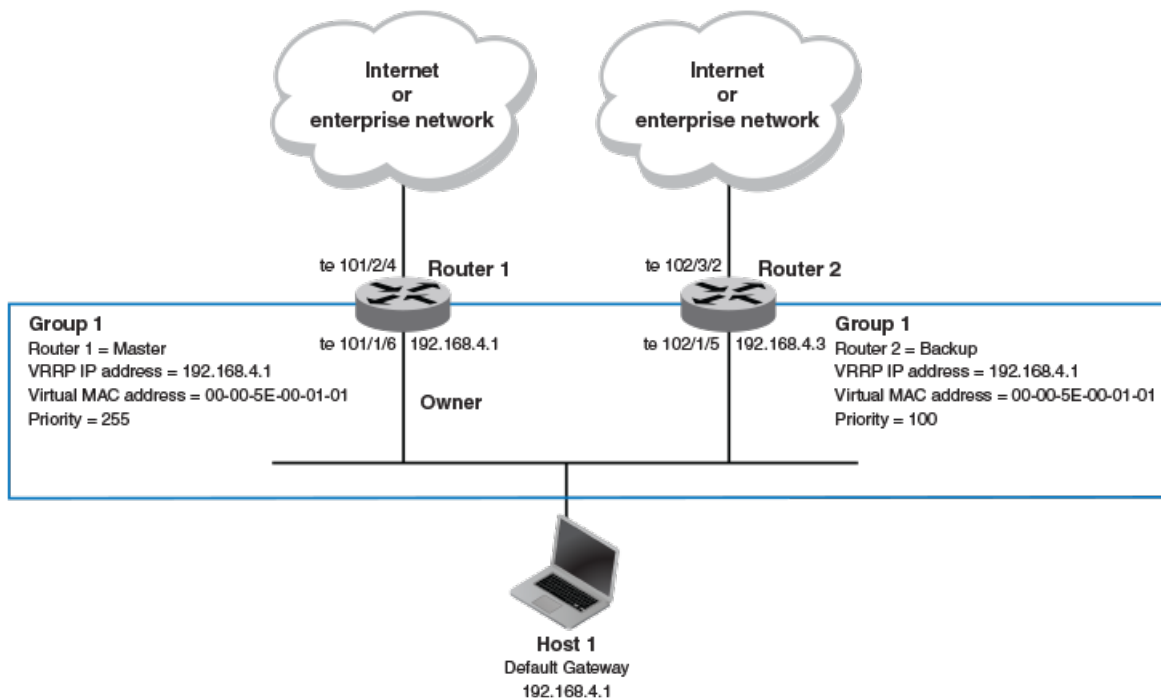 Internet
or
enterprise network
Internet
or
enterprise network
te 101/2/4
Router 1
te 102/3/2
Router 2
Group 1
Router 1 = Master
VRRP IP address = 192.168.4.1
Virtual MAC address = 00-00-5E-00-01-01
Priority = 255
te 101/1/6
192.168.4.1
Owner
te 102/1/5
192.168.4.3
Group 1
Router 2 = Backup
VRRP IP address = 192.168.4.1
Virtual MAC address = 00-00-5E-00-01-01
Priority = 100
Host 1
Default Gateway
192.168.4.1